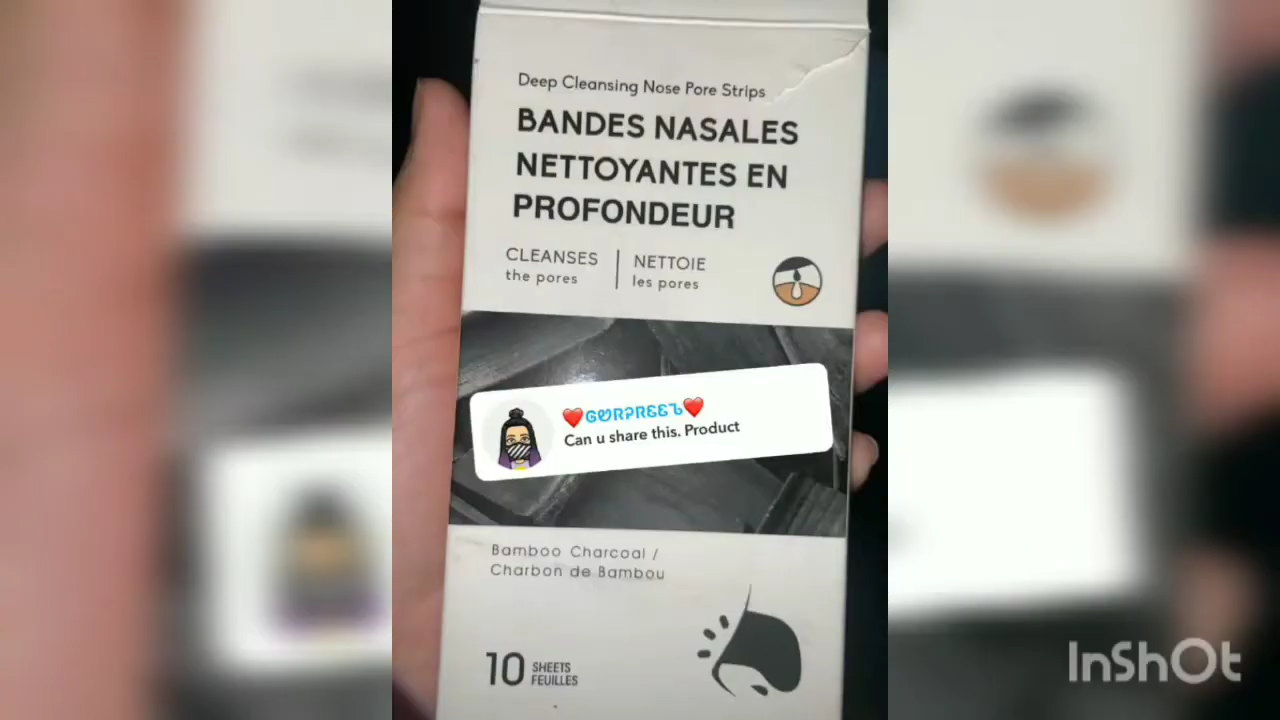 Deep Cleansing Nose Pore Strips
BANDES NASALES
NETTOYANTES EN
PROFONDEUR
CLEANSES
the pores
NETTOIE
les pores
❤️GURPREET❤️
Can u share this. Product
Bamboo Charcoal /
Charbon de Bambou
10 SHEETS
FEUILLES
InShOt